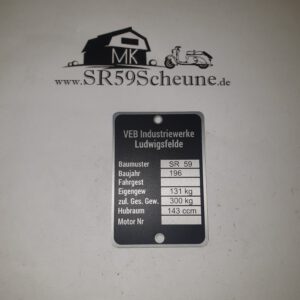 MK
www.SR59Scheune.de
VEB Industriewerke
Ludwigsfelde
Baumuster SR 59
Baujahr 196
Fahrgest
Eigengew 131 kg
zul. Ges. Gew. 300 kg
Hubraum 143 ccm
Motor Nr